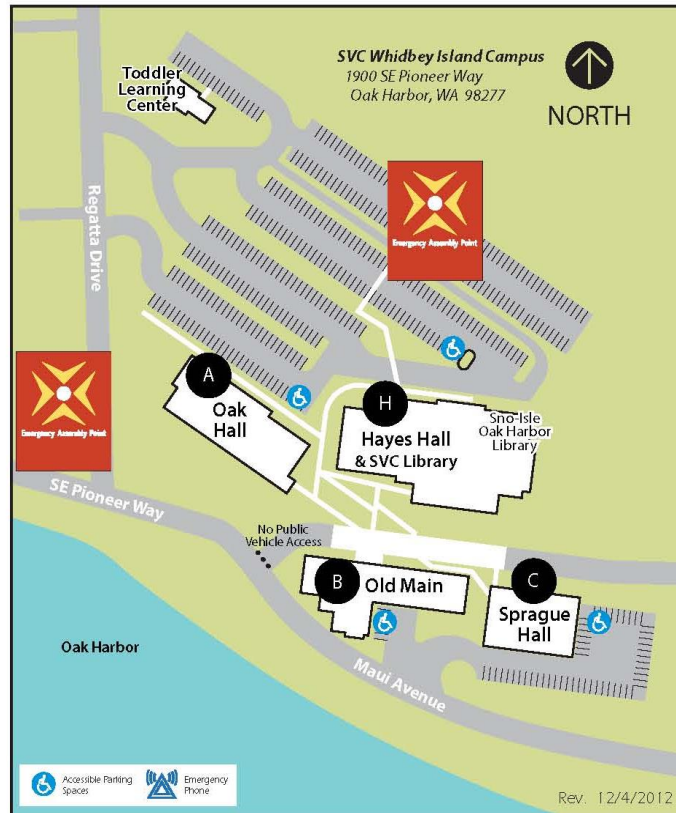 SVC Whidbey Island Campus
1900 SE Pioneer Way
Oak Harbor, WA 98277
NORTH
Toddler
Learning
Center
Regatta Drive
Emergency Assembly Point
Emergency Assembly Point
A
Oak
Hall
H
Hayes Hall
& SVC Library
Sno-Isle
Oak Harbor
Library
SE Pioneer Way
No Public
Vehicle Access
B
Old Main
C
Sprague
Hall
Oak Harbor
Maui Avenue
Accessible Parking
Spaces
Emergency
Phone
Rev. 12/4/2012